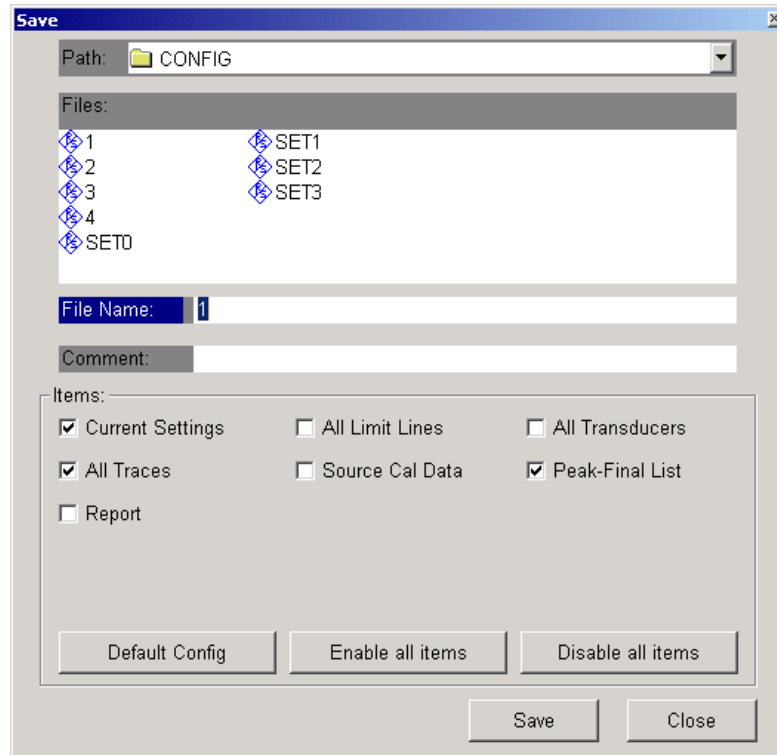 Save
Path: CONFIG
Files:
1 SET1
2 SET2
3 SET3
4
SET0
File Name: 1
Comment:
Items:
Current Settings All Limit Lines All Transducers
All Traces Source Cal Data Peak-Final List
Report
Default Config Enable all items Disable all items
Save Close